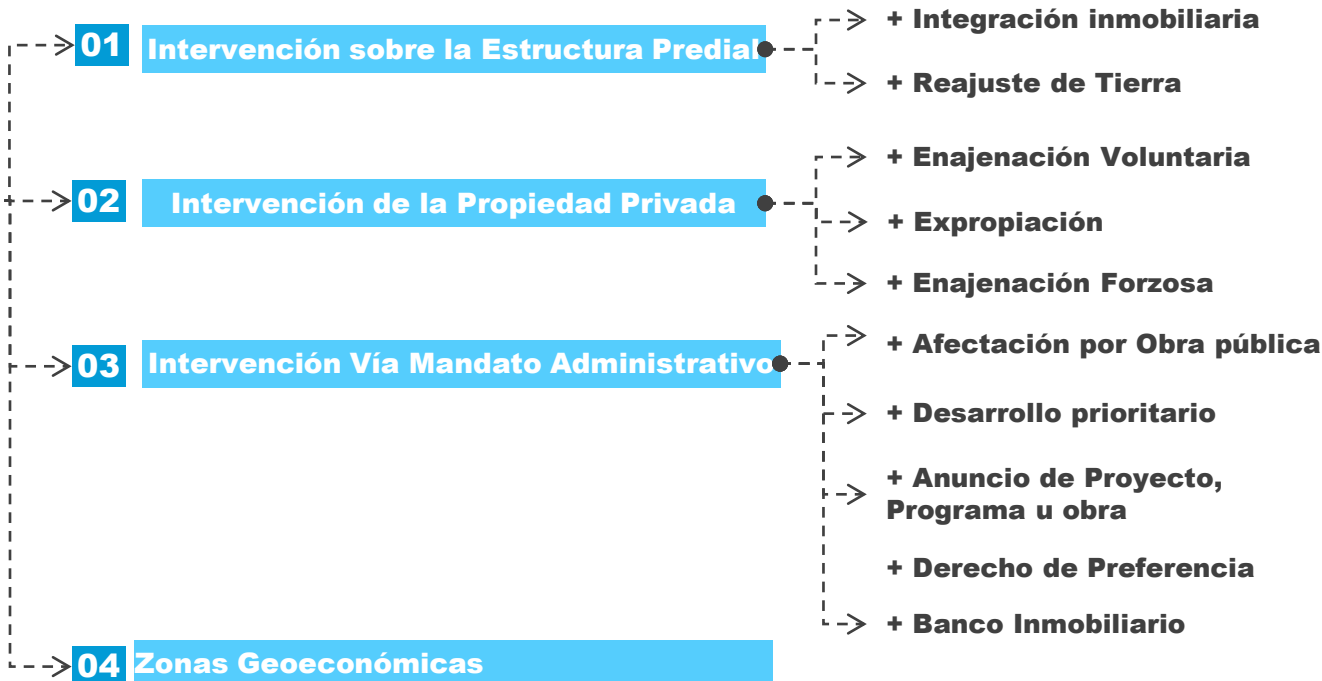 01 Intervención sobre la Estructura Predial
+ Integración inmobiliaria
+ Reajuste de Tierra
02 Intervención de la Propiedad Privada
+ Enajenación Voluntaria
+ Expropiación
+ Enajenación Forzosa
03 Intervención Vía Mandato Administrativo
+ Afectación por Obra pública
+ Desarrollo prioritario
+ Anuncio de Proyecto,
Programa u obra
+ Derecho de Preferencia
+ Banco Inmobiliario
04 Zonas Geoeconómicas